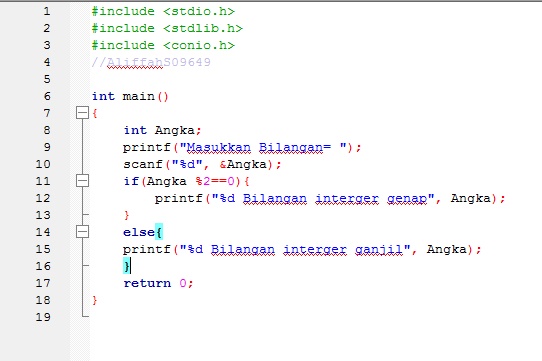 1 #include <stdio.h>
2 #include <stdlib.h>
3 #include <conio.h>
4 //AliffahS09649
5
6 int main()
7 {
8 int Angka;
9 printf("Masukkan Bilangan= ");
10 scanf("%d", &Angka);
11 if(Angka %2==0){
12 printf("%d Bilangan interger genap", Angka);
13 }
14 else{
15 printf("%d Bilangan interger ganjil", Angka);
16 }
17 return 0;
18 }
19